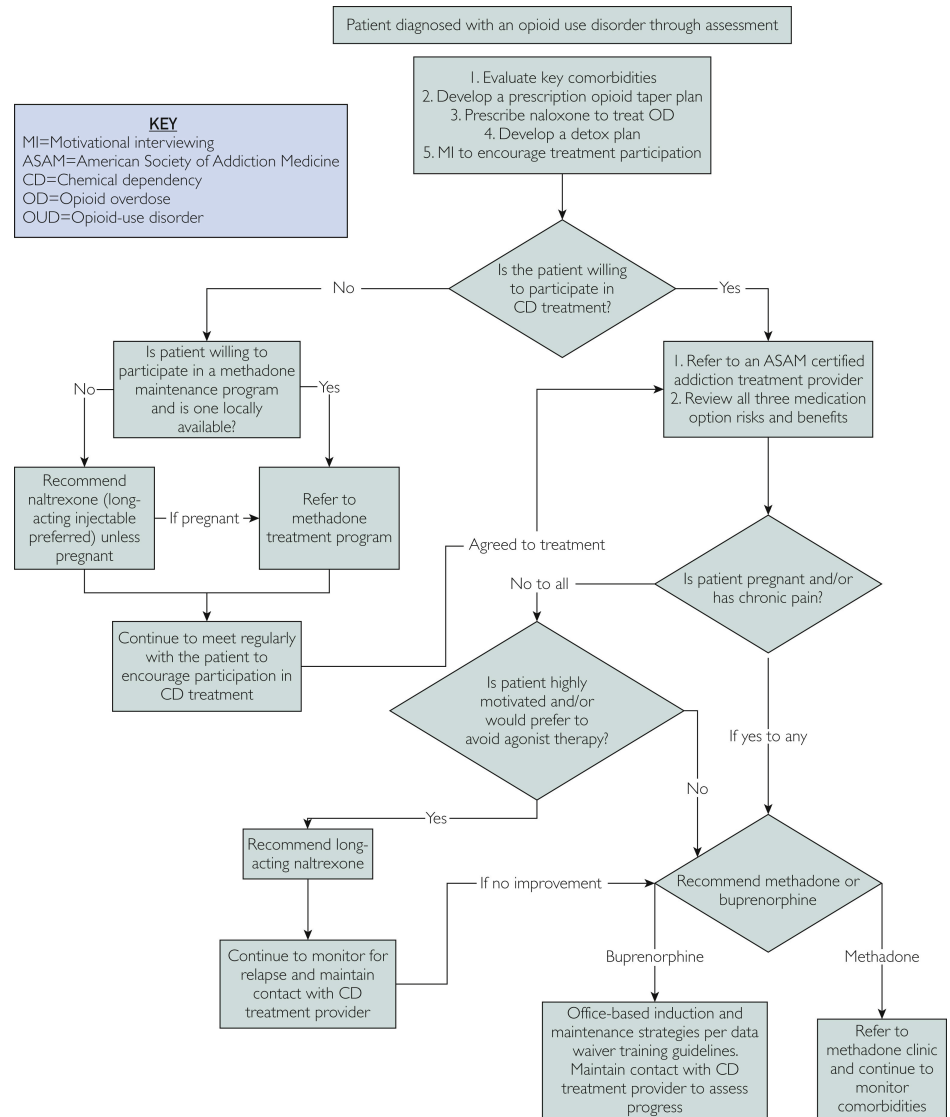 Patient diagnosed with an opioid use disorder through assessment
1. Evaluate key comorbidities
2. Develop a prescription opioid taper plan
3. Prescribe naloxone to treat OD
4. Develop a detox plan
5. MI to encourage treatment participation
KEY
MI=Motivational interviewing
ASAM=American Society of Addiction Medicine
CD=Chemical dependency
OD=Opioid overdose
OUD=Opioid-use disorder
Is the patient willing
to participate in
CD treatment?
No
Yes
Is patient willing to
participate in a methadone
maintenance program
and is one locally
available?
No
Yes
1. Refer to an ASAM certified
addiction treatment provider
2. Review all three medication
option risks and benefits
Recommend
naltrexone (long-
acting injectable
preferred) unless
pregnant
If pregnant
Refer to
methadone
treatment program
Agreed to treatment
Continue to meet regularly
with the patient to
encourage participation in
CD treatment
Is patient pregnant and/or
has chronic pain?
No to all
If yes to any
Is patient highly
motivated and/or
would prefer to
avoid agonist therapy?
No
Yes
Recommend long-
acting naltrexone
Continue to monitor for
relapse and maintain
contact with CD
treatment provider
If no improvement
Recommend methadone or
buprenorphine
Buprenorphine
Methadone
Office-based induction and
maintenance strategies per data
waiver training guidelines.
Maintain contact with CD
treatment provider to assess
progress
Refer to
methadone clinic
and continue to
monitor
comorbidities